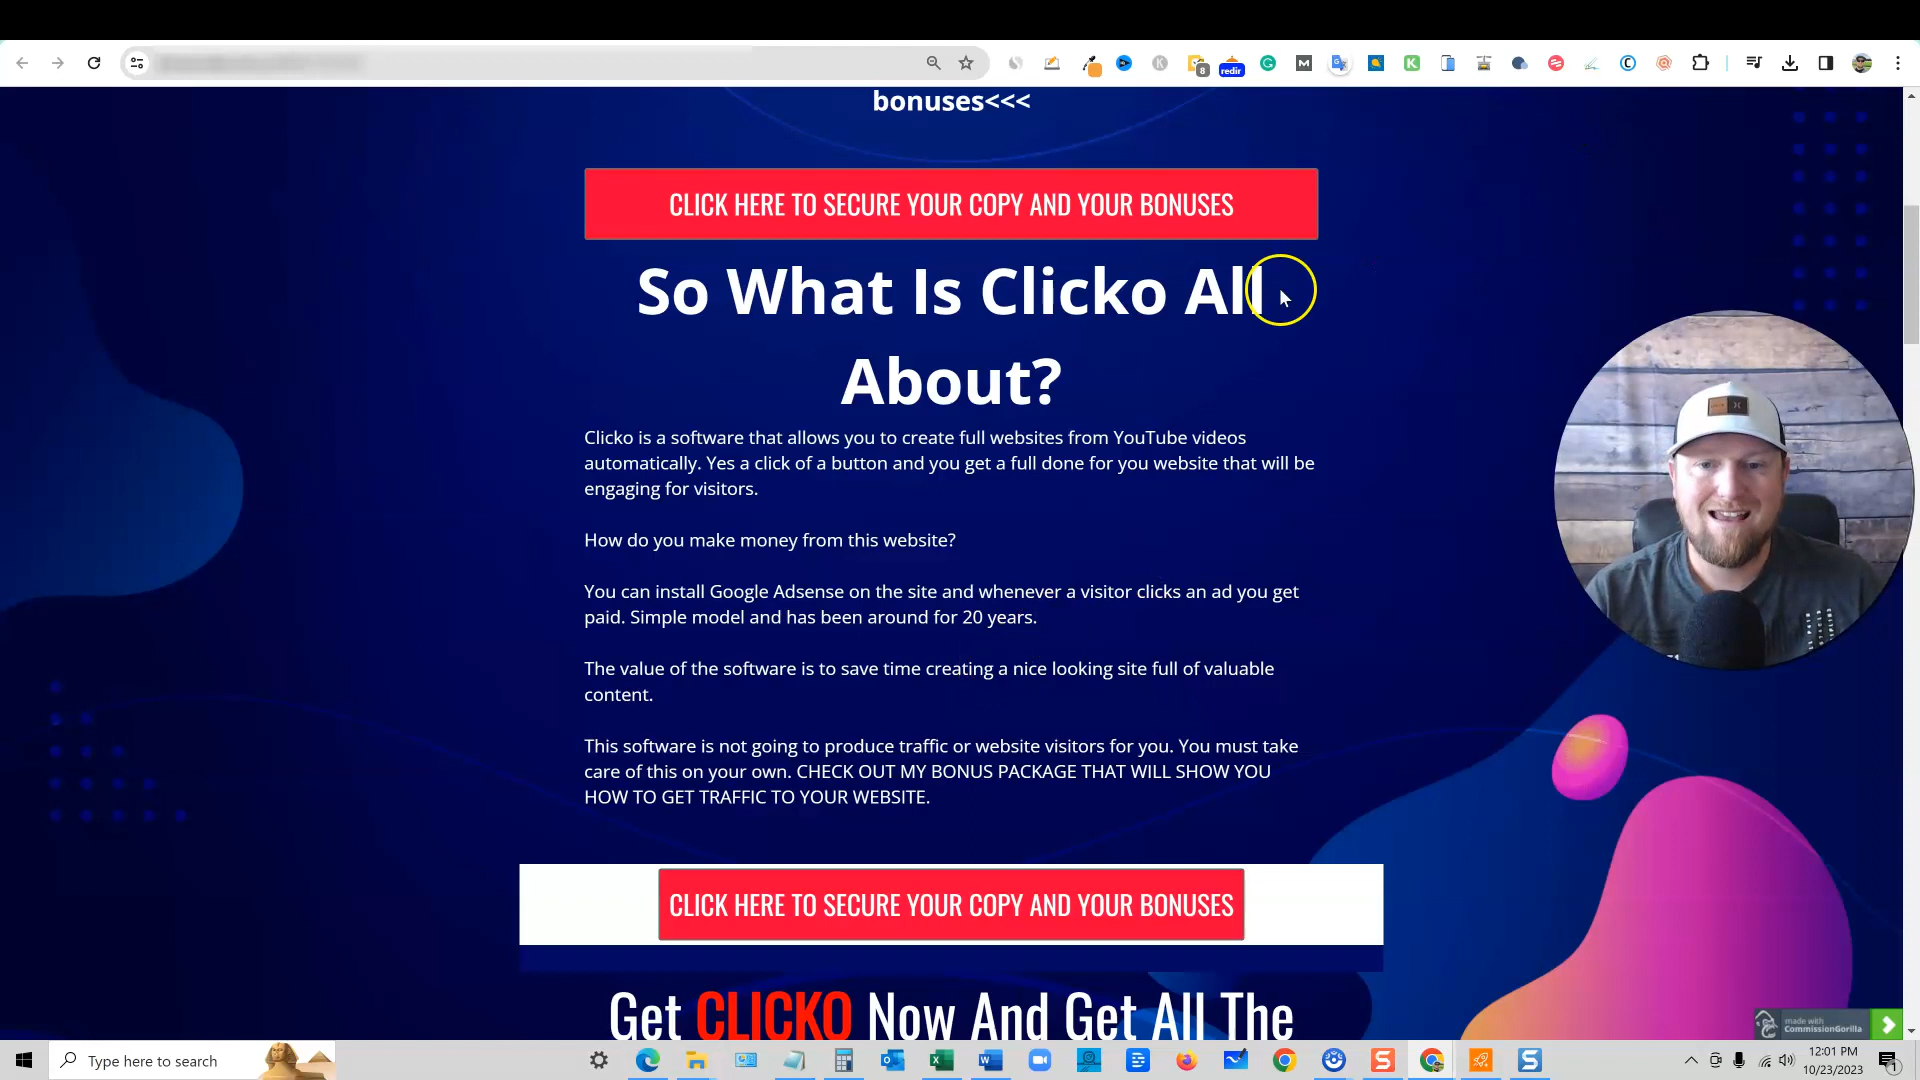 8
redir
bonuses<<<
CLICK HERE TO SECURE YOUR COPY AND YOUR BONUSES
So What Is Clicko All
About?
Clicko is a software that allows you to create full websites from YouTube videos
automatically. Yes a click of a button and you get a full done for you website that will be
engaging for visitors.
How do you make money from this website?
You can install Google Adsense on the site and whenever a visitor clicks an ad you get
paid. Simple model and has been around for 20 years.
The value of the software is to save time creating a nice looking site full of valuable
content.
This software is not going to produce traffic or website visitors for you. You must take
care of this on your own. CHECK OUT MY BONUS PACKAGE THAT WILL SHOW YOU
HOW TO GET TRAFFIC TO YOUR WEBSITE.
CLICK HERE TO SECURE YOUR COPY AND YOUR BONUSES
Get CLICKO Now And Get All The
made with
CommissionGorilla
Type here to search
12:01 PM
10/23/2023